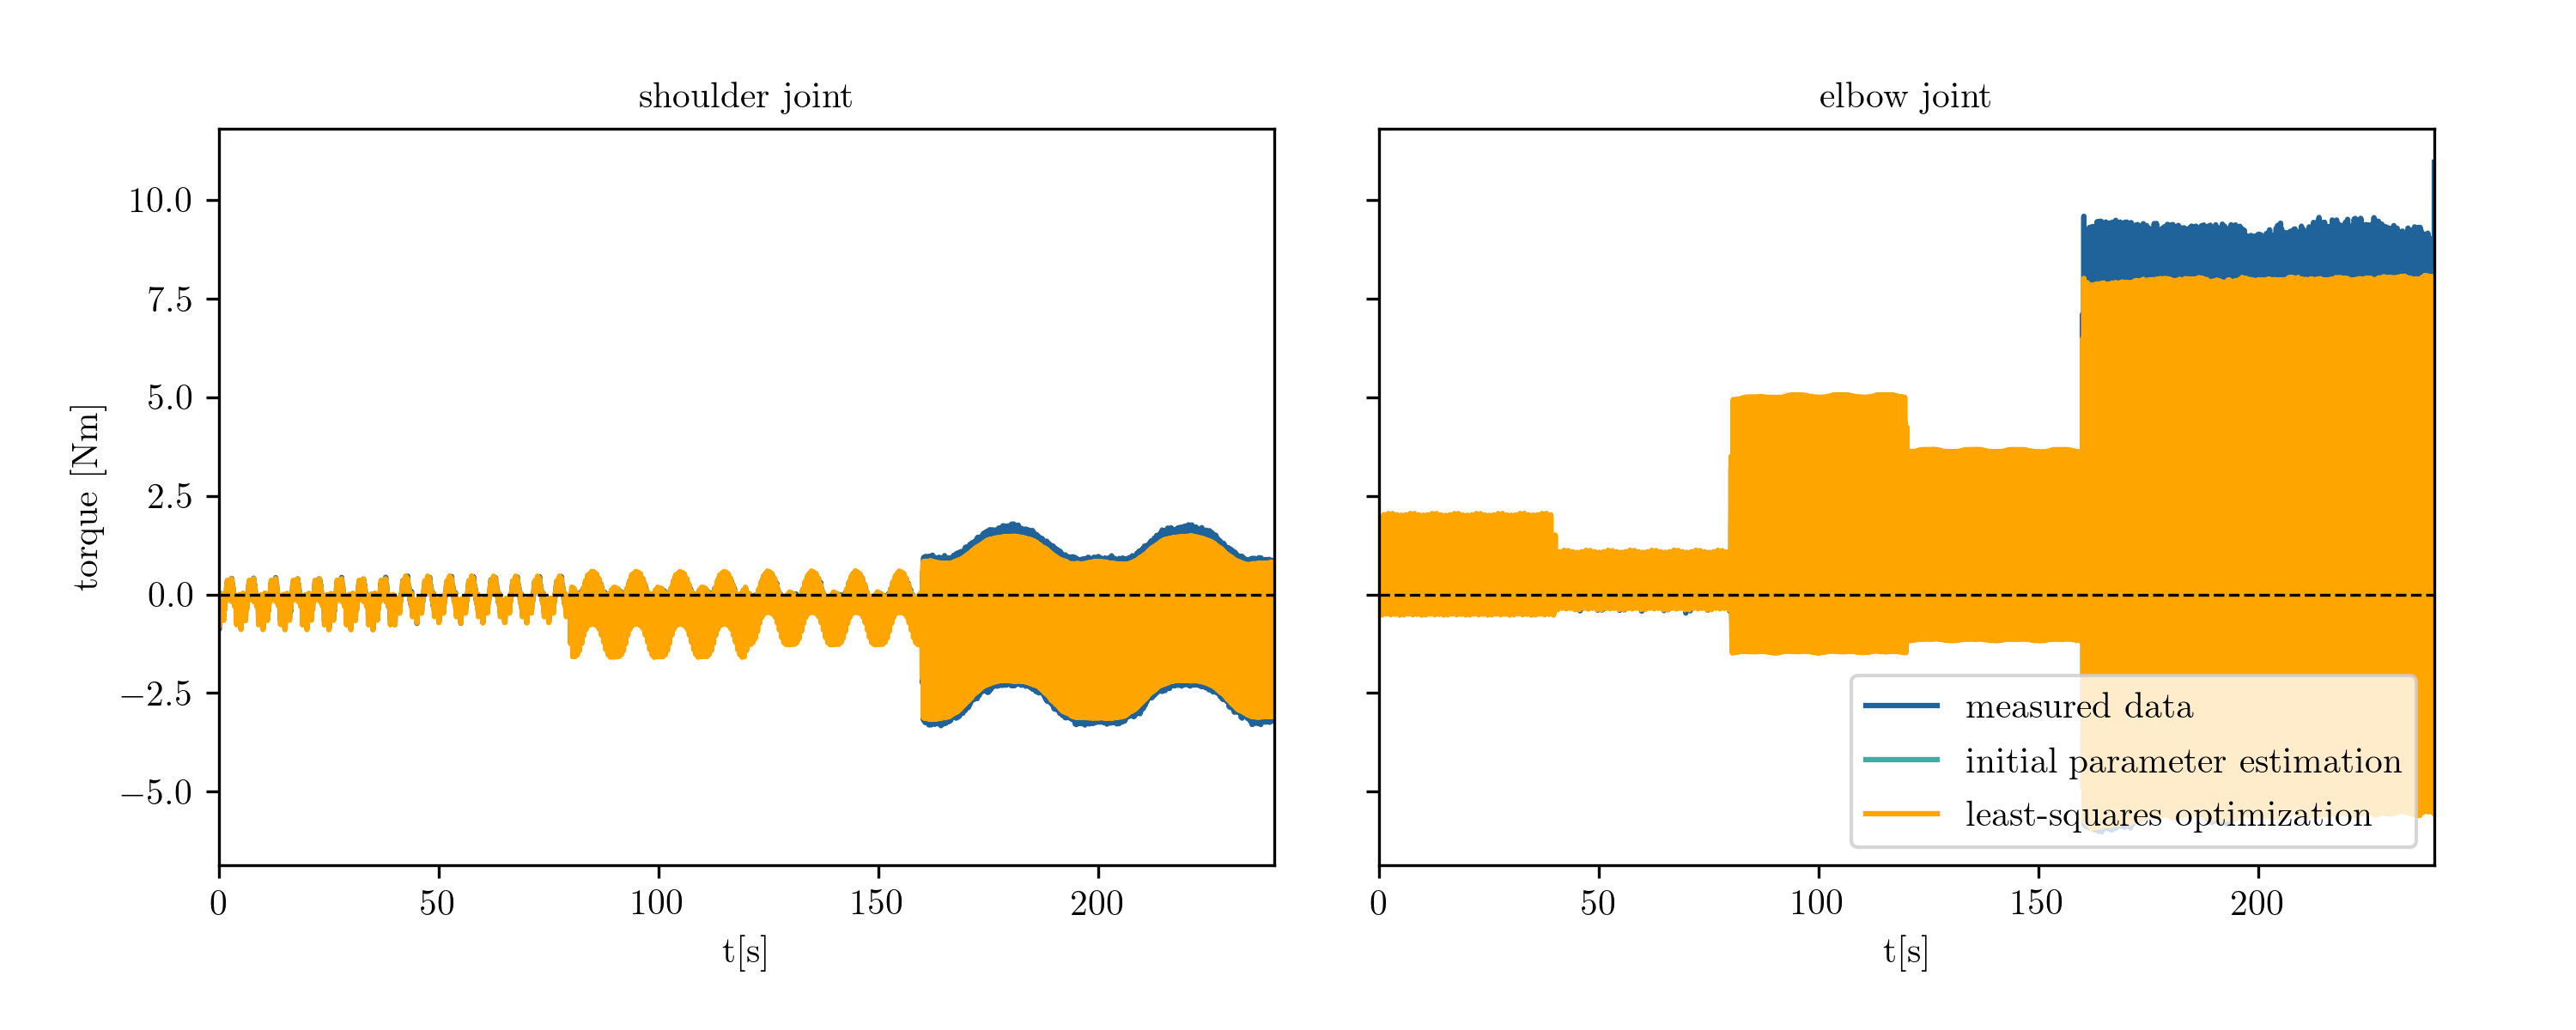 shoulder joint
elbow joint
torque [Nm]
10.0
7.5
5.0
2.5
0.0
−2.5
−5.0
0 50 100 150 200
t[s]
0 50 100 150 200
t[s]
measured data
initial parameter estimation
least-squares optimization